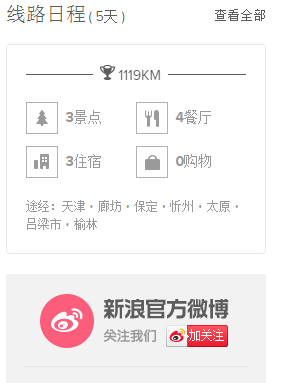 线路日程 ( 5天 ) 查看全部
1119KM
3景点 4餐厅
3住宿 0购物
途经：天津·廊坊·保定·忻州·太原·
吕梁市·榆林
新浪官方微博
关注我们 加关注